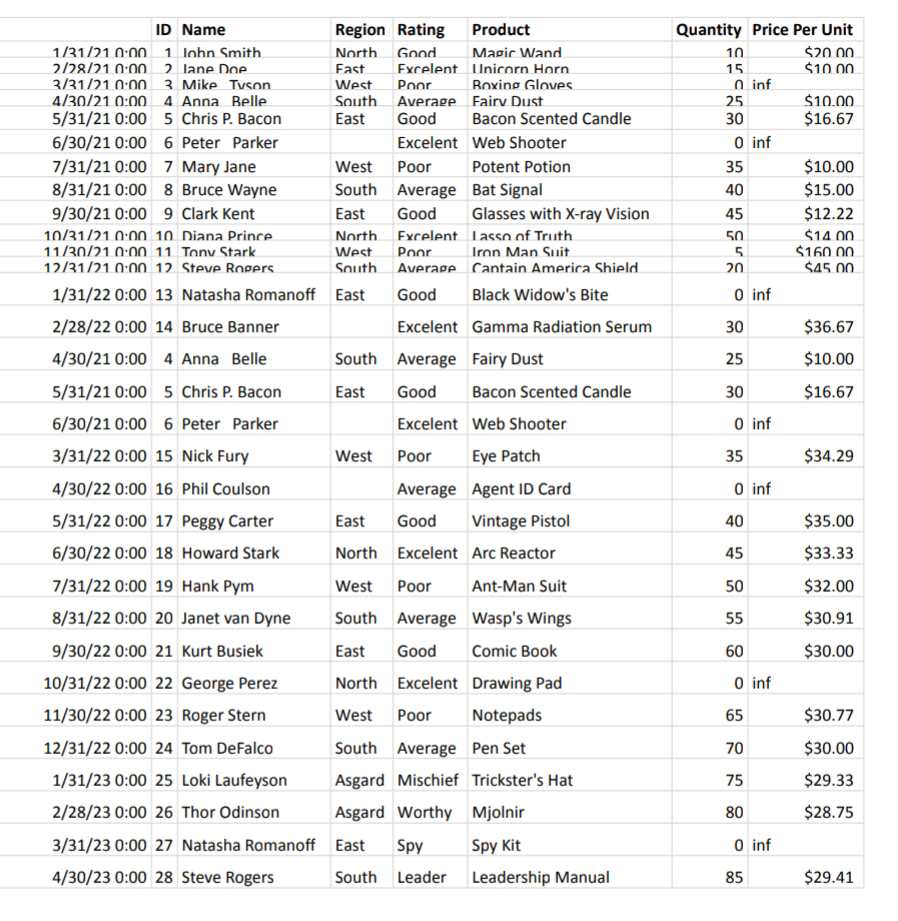 ID Name Region Rating Product Quantity Price Per Unit
1/31/21 0:00 1 John Smith North Good Magic Wand 10 $20.00
2/28/21 0:00 2 Jane Doe East Excelent Unicorn Horn 15 $10.00
3/31/21 0:00 3 Mike Tyson West Poor Boxing Gloves 0 inf
4/30/21 0:00 4 Anna Belle South Average Fairy Dust 25 $10.00
5/31/21 0:00 5 Chris P. Bacon East Good Bacon Scented Candle 30 $16.67
6/30/21 0:00 6 Peter Parker Excelent Web Shooter 0 inf
7/31/21 0:00 7 Mary Jane West Poor Potent Potion 35 $10.00
8/31/21 0:00 8 Bruce Wayne South Average Bat Signal 40 $15.00
9/30/21 0:00 9 Clark Kent East Good Glasses with X-ray Vision 45 $12.22
10/31/21 0:00 10 Diana Prince North Excelent Lasso of Truth 50 $14.00
11/30/21 0:00 11 Tony Stark West Poor Iron Man Suit 5 $160.00
12/31/21 0:00 12 Steve Rogers South Average Captain America Shield 20 $45.00
1/31/22 0:00 13 Natasha Romanoff East Good Black Widow's Bite 0 inf
2/28/22 0:00 14 Bruce Banner Excelent Gamma Radiation Serum 30 $36.67
4/30/21 0:00 4 Anna Belle South Average Fairy Dust 25 $10.00
5/31/21 0:00 5 Chris P. Bacon East Good Bacon Scented Candle 30 $16.67
6/30/21 0:00 6 Peter Parker Excelent Web Shooter 0 inf
3/31/22 0:00 15 Nick Fury West Poor Eye Patch 35 $34.29
4/30/22 0:00 16 Phil Coulson Average Agent ID Card 0 inf
5/31/22 0:00 17 Peggy Carter East Good Vintage Pistol 40 $35.00
6/30/22 0:00 18 Howard Stark North Excelent Arc Reactor 45 $33.33
7/31/22 0:00 19 Hank Pym West Poor Ant-Man Suit 50 $32.00
8/31/22 0:00 20 Janet van Dyne South Average Wasp's Wings 55 $30.91
9/30/22 0:00 21 Kurt Busiek East Good Comic Book 60 $30.00
10/31/22 0:00 22 George Perez North Excelent Drawing Pad 0 inf
11/30/22 0:00 23 Roger Stern West Poor Notepads 65 $30.77
12/31/22 0:00 24 Tom DeFalco South Average Pen Set 70 $30.00
1/31/23 0:00 25 Loki Laufeyson Asgard Mischief Trickster's Hat 75 $29.33
2/28/23 0:00 26 Thor Odinson Asgard Worthy Mjolnir 80 $28.75
3/31/23 0:00 27 Natasha Romanoff East Spy Spy Kit 0 inf
4/30/23 0:00 28 Steve Rogers South Leader Leadership Manual 85 $29.41